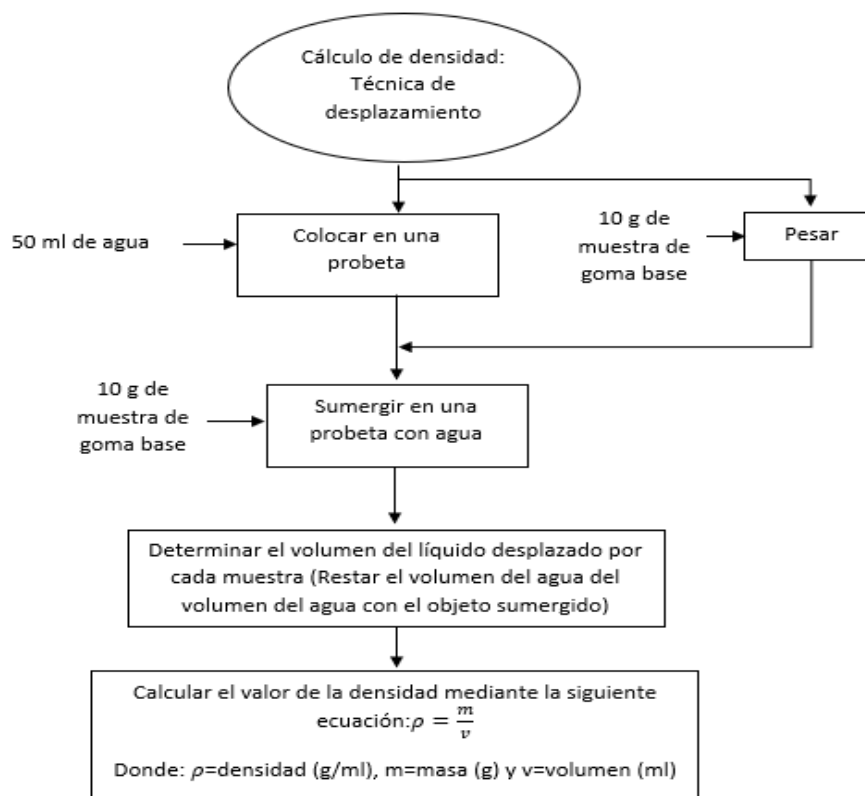 Cálculo de densidad:
Técnica de
desplazamiento
50 ml de agua
Colocar en una
probeta
10 g de
muestra de
goma base
Pesar
10 g de
muestra de
goma base
Sumergir en una
probeta con agua
Determinar el volumen del líquido desplazado por
cada muestra (Restar el volumen del agua del
volumen del agua con el objeto sumergido)
Calcular el valor de la densidad mediante la siguiente
ecuación:ρ = m/v
Donde: ρ=densidad (g/ml), m=masa (g) y v=volumen (ml)